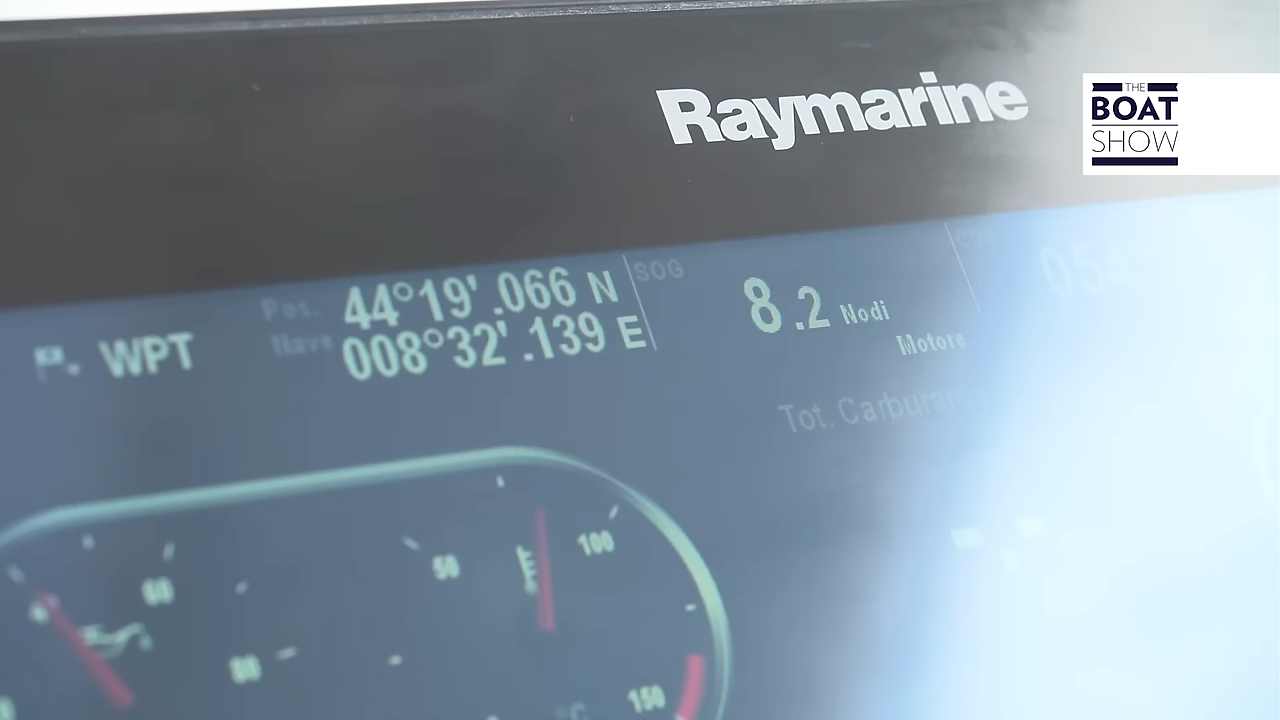 Raymarine
THE
BOAT
SHOW
WPT
Pos. 44°19'.066 N
Nave 008°32'.139 E
SOG
8.2 Nodi
054
Motore
Tot.
60
80
50
100
150
°C